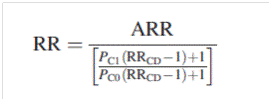 RR = ARR / [ (P_C1(RR_CD−1)+1) / (P_C0(RR_CD−1)+1) ]